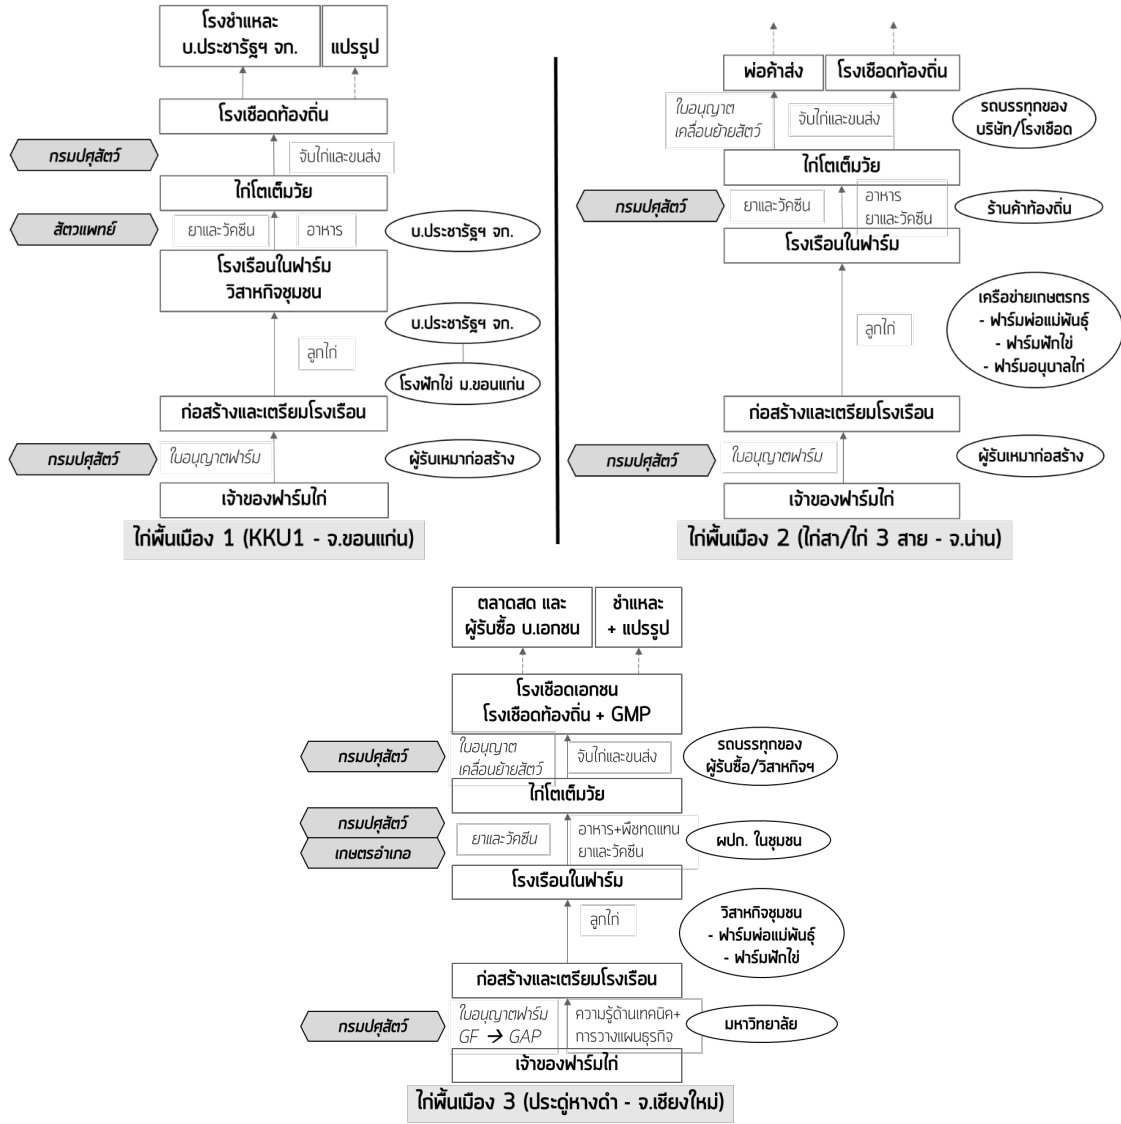 โรงชำแหละ
บ.ประชารัฐฯ จก.
แปรรูป
โรงเชือดท้องถิ่น
กรมปศุสัตว์
จับไก่และขนส่ง
ไก่โตเต็มวัย
สัตวแพทย์
ยาและวัคซีน
อาหาร
บ.ประชารัฐฯ จก.
โรงเรือนในฟาร์ม
วิสาหกิจชุมชน
บ.ประชารัฐฯ จก.
ลูกไก่
โรงฟักไข่ ม.ขอนแก่น
ก่อสร้างและเตรียมโรงเรือน
กรมปศุสัตว์
ใบอนุญาตฟาร์ม
ผู้รับเหมาก่อสร้าง
เจ้าของฟาร์มไก่
ไก่พื้นเมือง 1 (KKU1 - จ.ขอนแก่น)
พ่อค้าส่ง
โรงเชือดท้องถิ่น
ใบอนุญาต
เคลื่อนย้ายสัตว์
จับไก่และขนส่ง
รถบรรทุกของ
บริษัท/โรงเชือด
ไก่โตเต็มวัย
กรมปศุสัตว์
ยาและวัคซีน
อาหาร
ยาและวัคซีน
ร้านค้าท้องถิ่น
โรงเรือนในฟาร์ม
ลูกไก่
เครือข่ายเกษตรกร
- ฟาร์มพ่อแม่พันธุ์
- ฟาร์มฟักไข่
- ฟาร์มอนุบาลไก่
ก่อสร้างและเตรียมโรงเรือน
กรมปศุสัตว์
ใบอนุญาตฟาร์ม
ผู้รับเหมาก่อสร้าง
เจ้าของฟาร์มไก่
ไก่พื้นเมือง 2 (ไก่สา/ไก่ 3 สาย - จ.น่าน)
ตลาดสด และ
ผู้รับซื้อ บ.เอกชน
ชำแหละ
+ แปรรูป
โรงเชือดเอกชน
โรงเชือดท้องถิ่น + GMP
กรมปศุสัตว์
ใบอนุญาต
เคลื่อนย้ายสัตว์
จับไก่และขนส่ง
รถบรรทุกของ
ผู้รับซื้อ/วิสาหกิจฯ
ไก่โตเต็มวัย
กรมปศุสัตว์
เกษตรอำเภอ
ยาและวัคซีน
อาหาร+พืชทดแทน
ยาและวัคซีน
ผปก. ในชุมชน
โรงเรือนในฟาร์ม
ลูกไก่
วิสาหกิจชุมชน
- ฟาร์มพ่อแม่พันธุ์
- ฟาร์มฟักไข่
ก่อสร้างและเตรียมโรงเรือน
กรมปศุสัตว์
ใบอนุญาตฟาร์ม
GF → GAP
ความรู้ด้านเทคนิค+
การวางแผนธุรกิจ
มหาวิทยาลัย
เจ้าของฟาร์มไก่
ไก่พื้นเมือง 3 (ประดู่หางดำ - จ.เชียงใหม่)